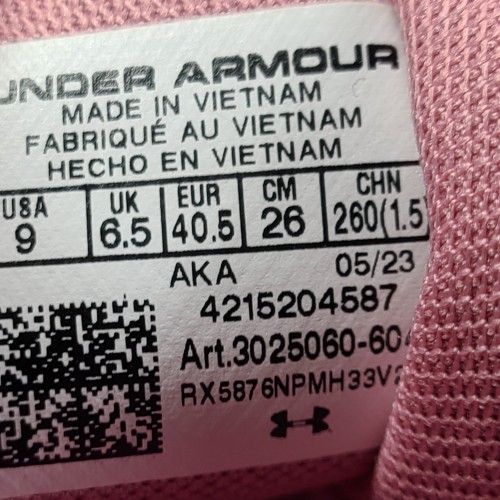 UNDER ARMOUR
MADE IN VIETNAM
FABRIQUÉ AU VIETNAM
HECHO EN VIETNAM
USA UK EUR CM CHN
9 6.5 40.5 26 260(1.5
AKA 05/23
4215204587
Art.3025060-60
RX5876NPMH33V